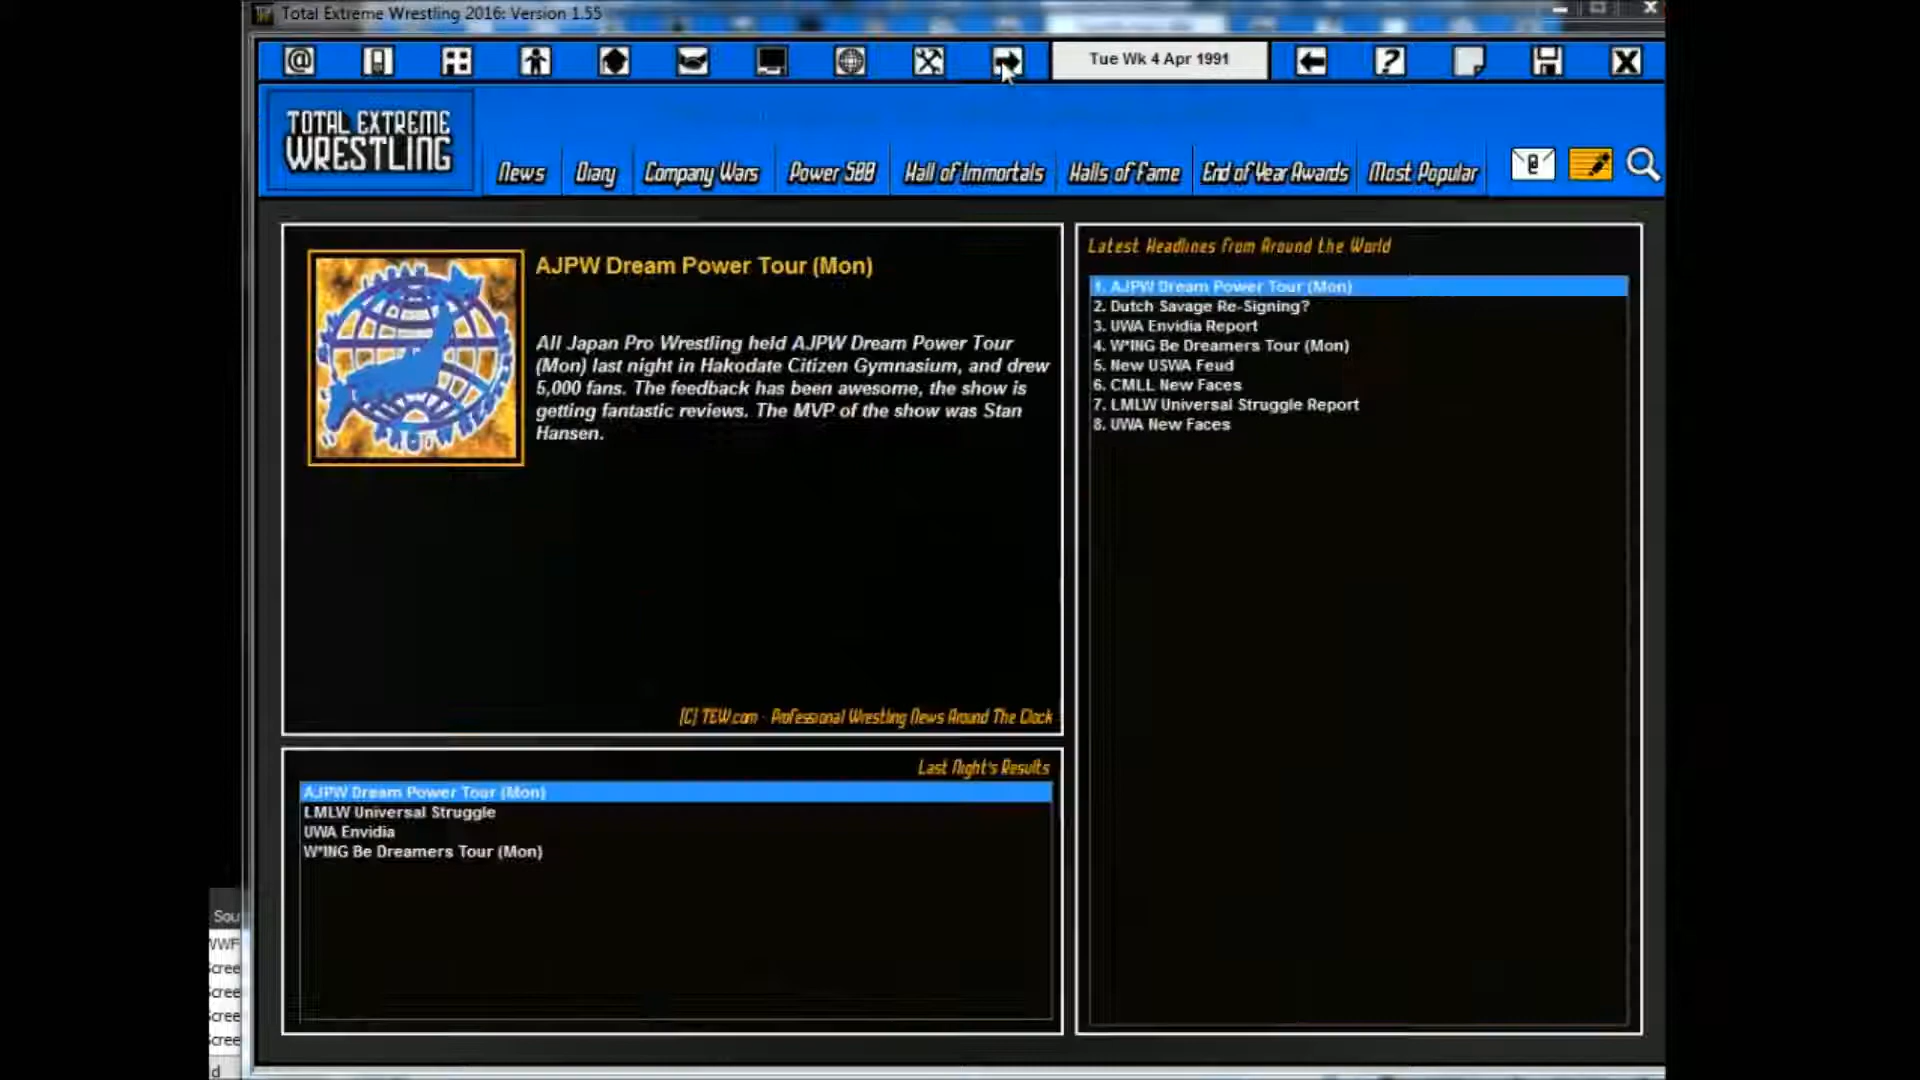 Total Extreme Wrestling 2016: Version 1.55
Tue Wk 4 Apr 1991
TOTAL EXTREME
WRESTLING
News
Diary
Company Wars
Power 500
Hall of Immortals
Halls of Fame
End of Year Awards
Most Popular
AJPW Dream Power Tour (Mon)
All Japan Pro Wrestling held AJPW Dream Power Tour
(Mon) last night in Hakodate Citizen Gymnasium, and drew
5,000 fans. The feedback has been awesome, the show is
getting fantastic reviews. The MVP of the show was Stan
Hansen.
(C) TEW.com - Professional Wrestling News Around The Clock
Latest Headlines From Around the World
1. AJPW Dream Power Tour (Mon)
2. Dutch Savage Re-Signing?
3. UWA Envidia Report
4. W*ING Be Dreamers Tour (Mon)
5. New USWA Feud
6. CMLL New Faces
7. LMLW Universal Struggle Report
8. UWA New Faces
Last Night's Results
AJPW Dream Power Tour (Mon)
LMLW Universal Struggle
UWA Envidia
W*ING Be Dreamers Tour (Mon)
Sou
WWF
Scree
Scree
Scree
Scree
d